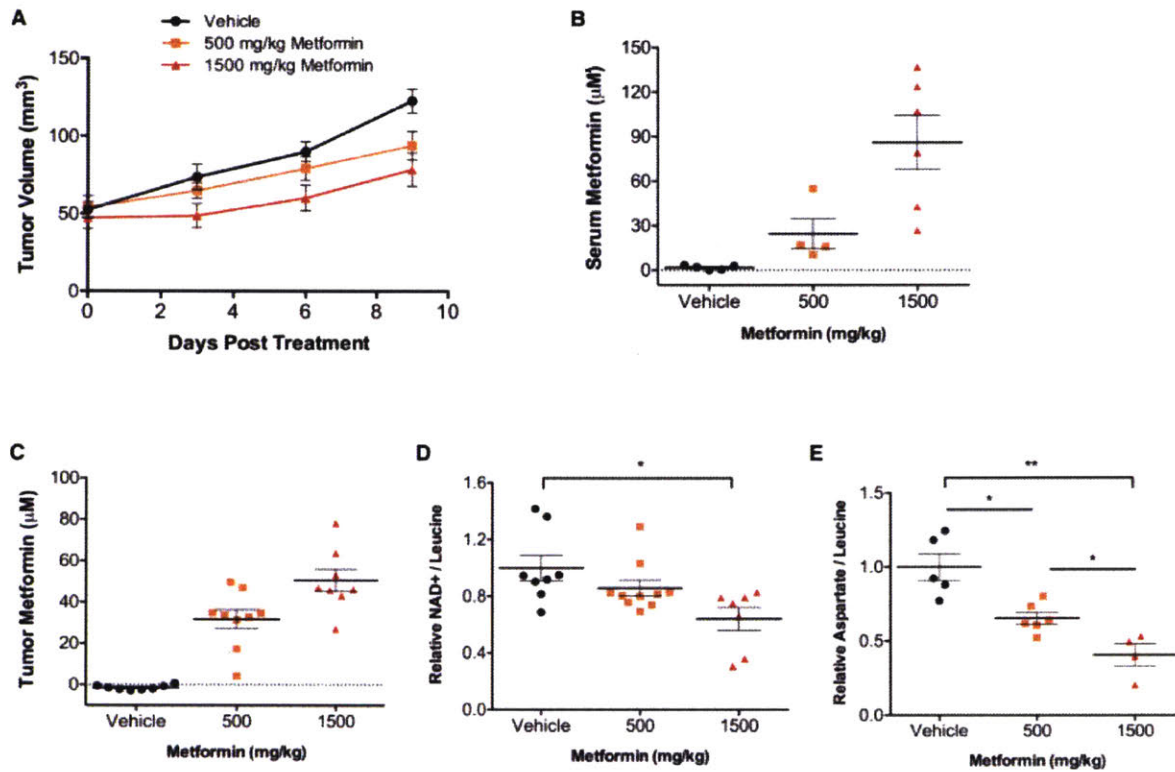 A
Vehicle
500 mg/kg Metformin
1500 mg/kg Metformin
Tumor Volume (mm³)
150
100
50
0
0
2
4
6
8
10
Days Post Treatment
B
Serum Metformin (μM)
150
120
90
60
30
0
Vehicle
500
1500
Metformin (mg/kg)
C
Tumor Metformin (μM)
100
80
60
40
20
0
Vehicle
500
1500
Metformin (mg/kg)
D
*
Relative NAD+ / Leucine
1.6
1.2
0.8
0.4
0.0
Vehicle
500
1500
Metformin (mg/kg)
E
**
*
*
Relative Aspartate / Leucine
1.5
1.0
0.5
0.0
Vehicle
500
1500
Metformin (mg/kg)